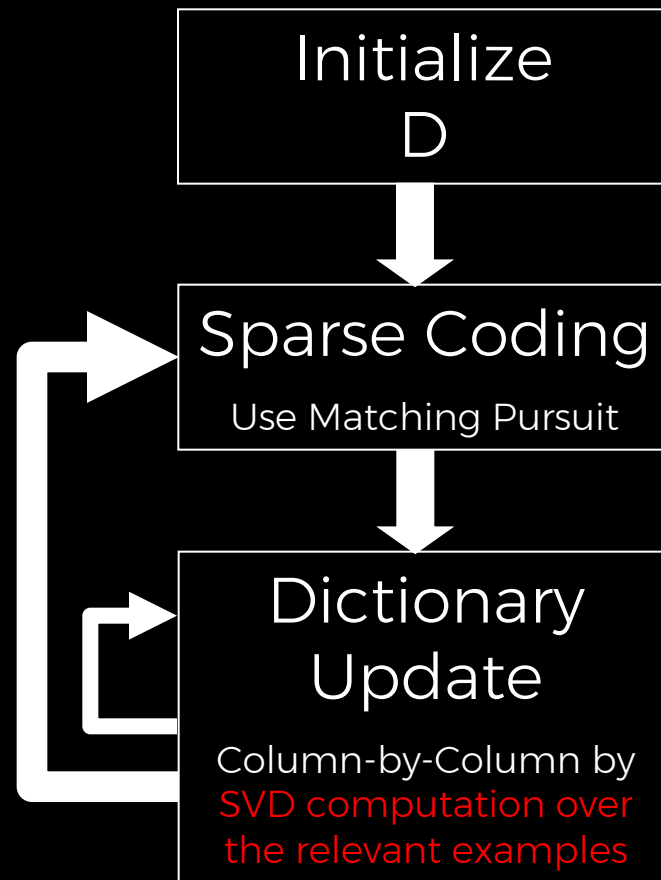 Initialize
D
Sparse Coding
Use Matching Pursuit
Dictionary
Update
Column-by-Column by
SVD computation over
the relevant examples